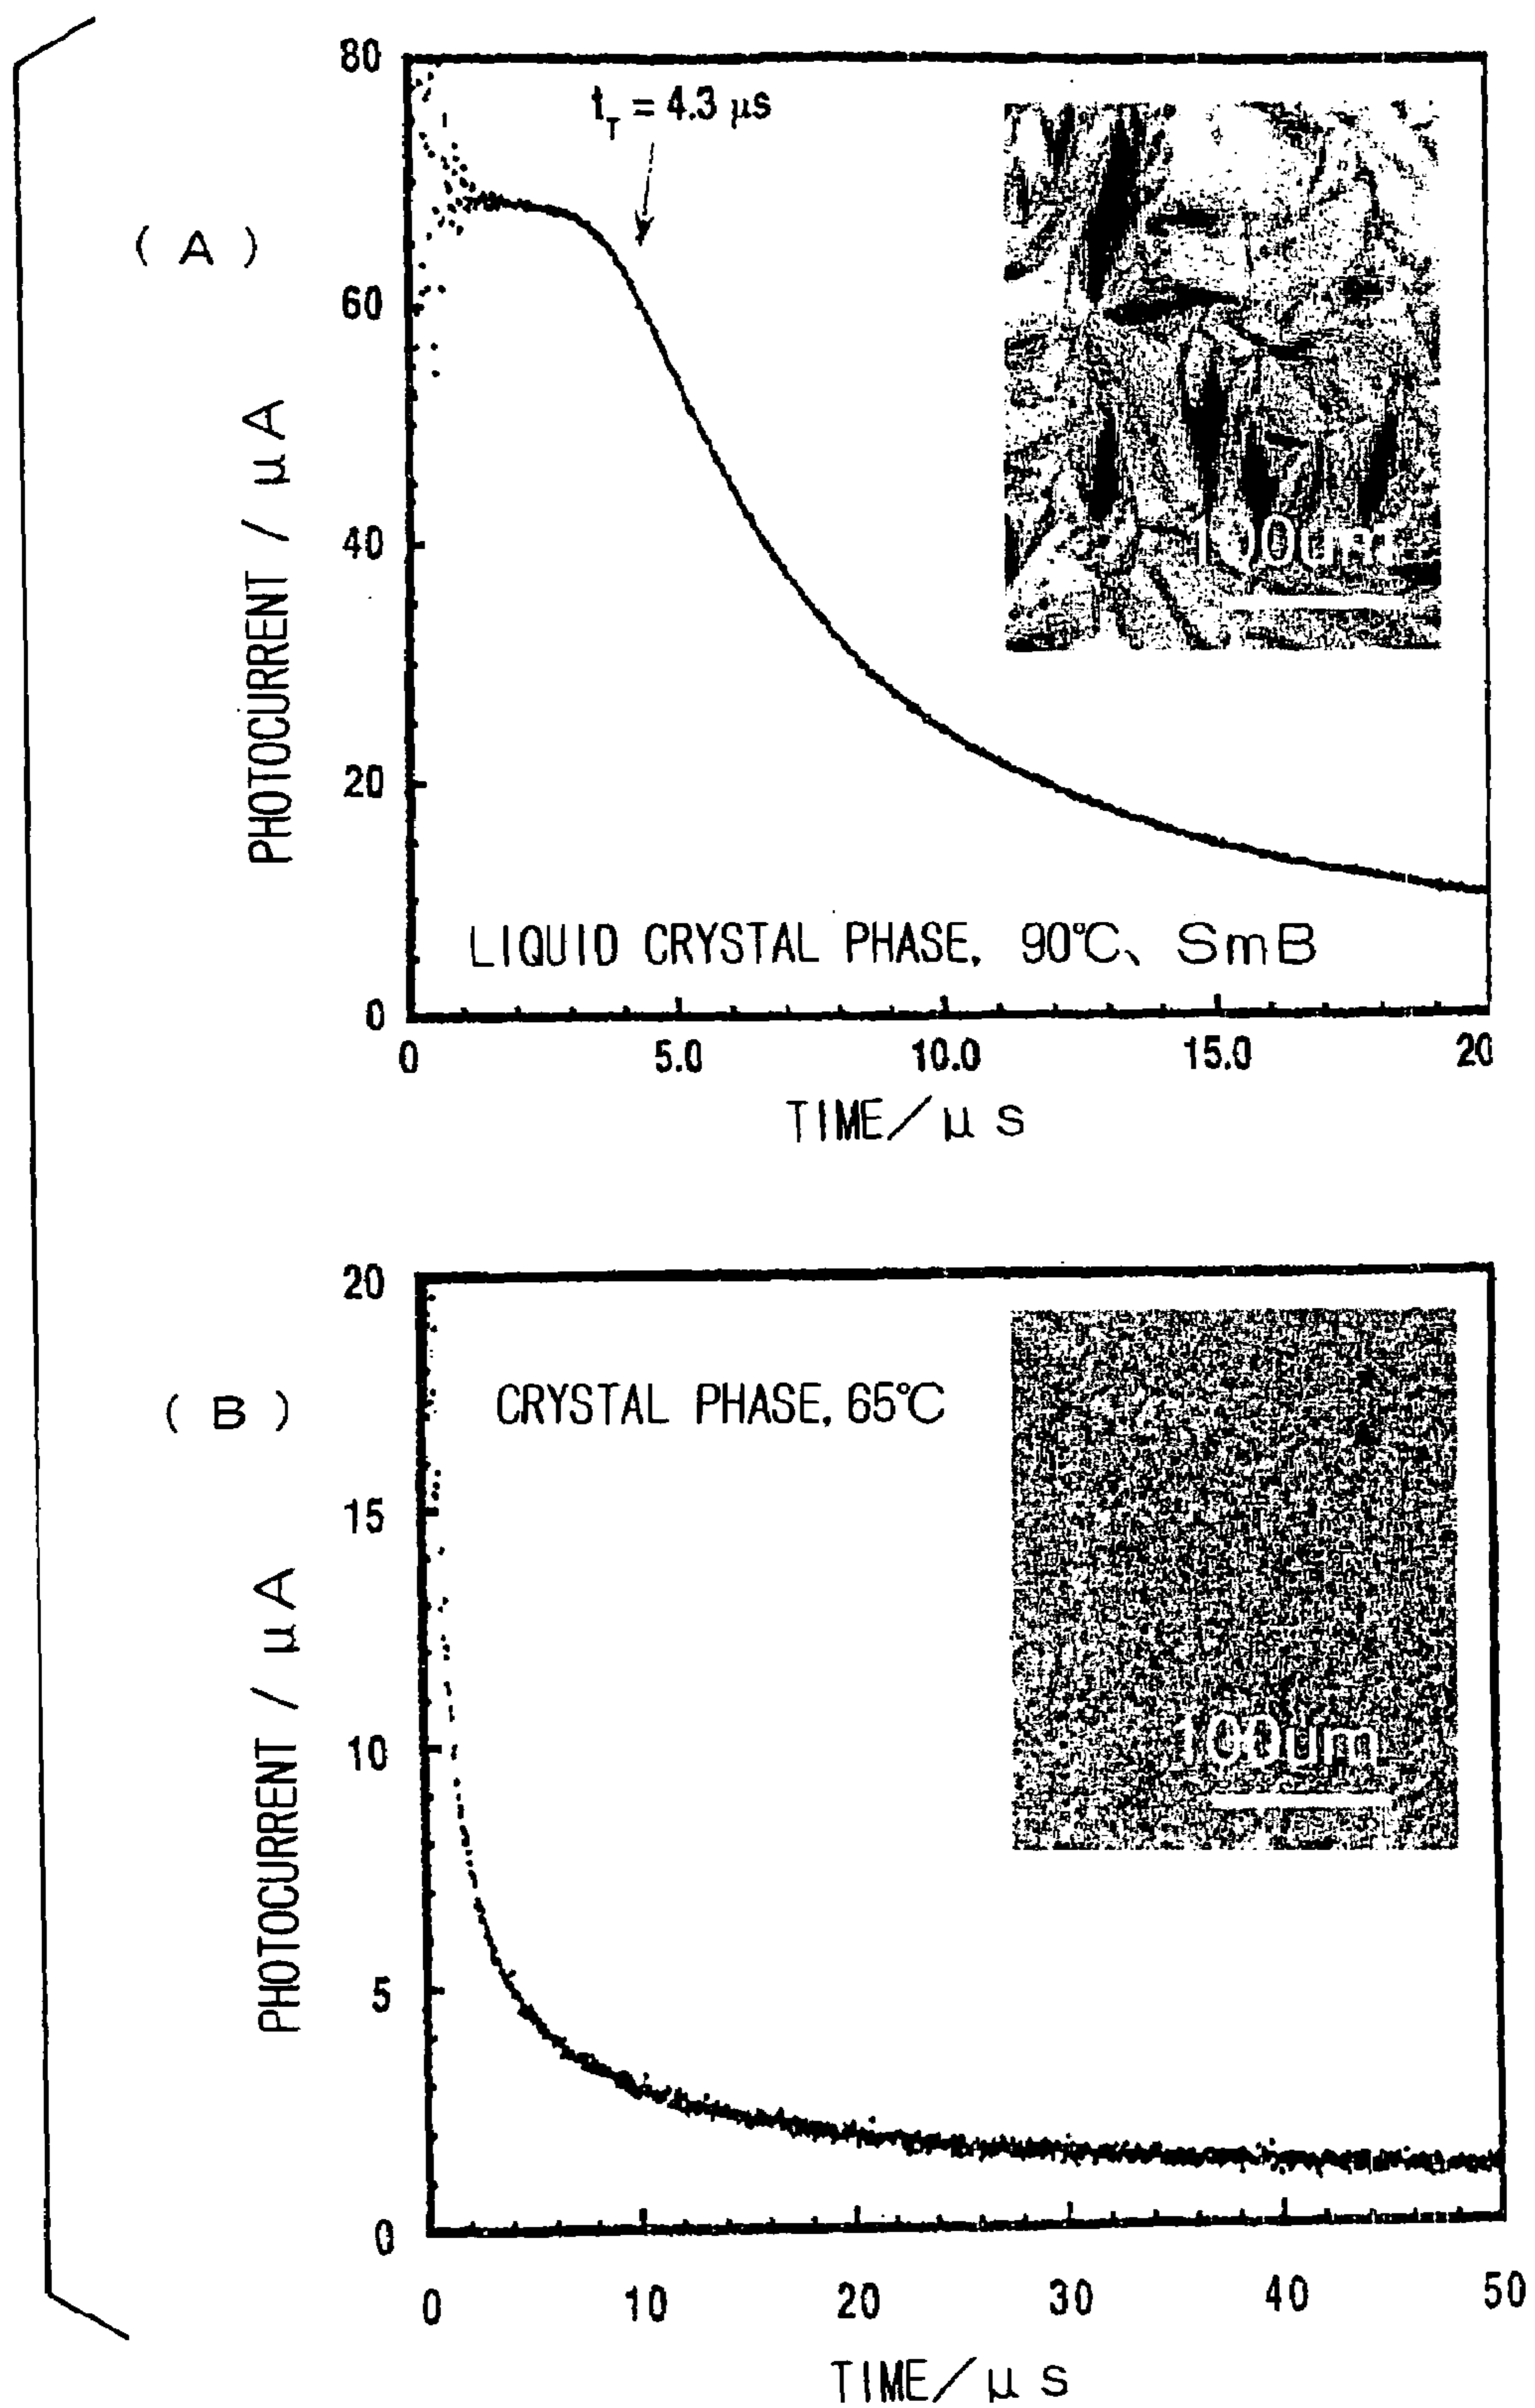 (A)
80
60
40
20
0
PHOTOCURRENT / μA
t_T = 4.3 μs
100um
LIQUID CRYSTAL PHASE, 90℃、SmB
0 5.0 10.0 15.0 20
TIME/μs
(B)
20
15
10
5
0
PHOTOCURRENT / μA
CRYSTAL PHASE, 65℃
100um
0 10 20 30 40 50
TIME/μs